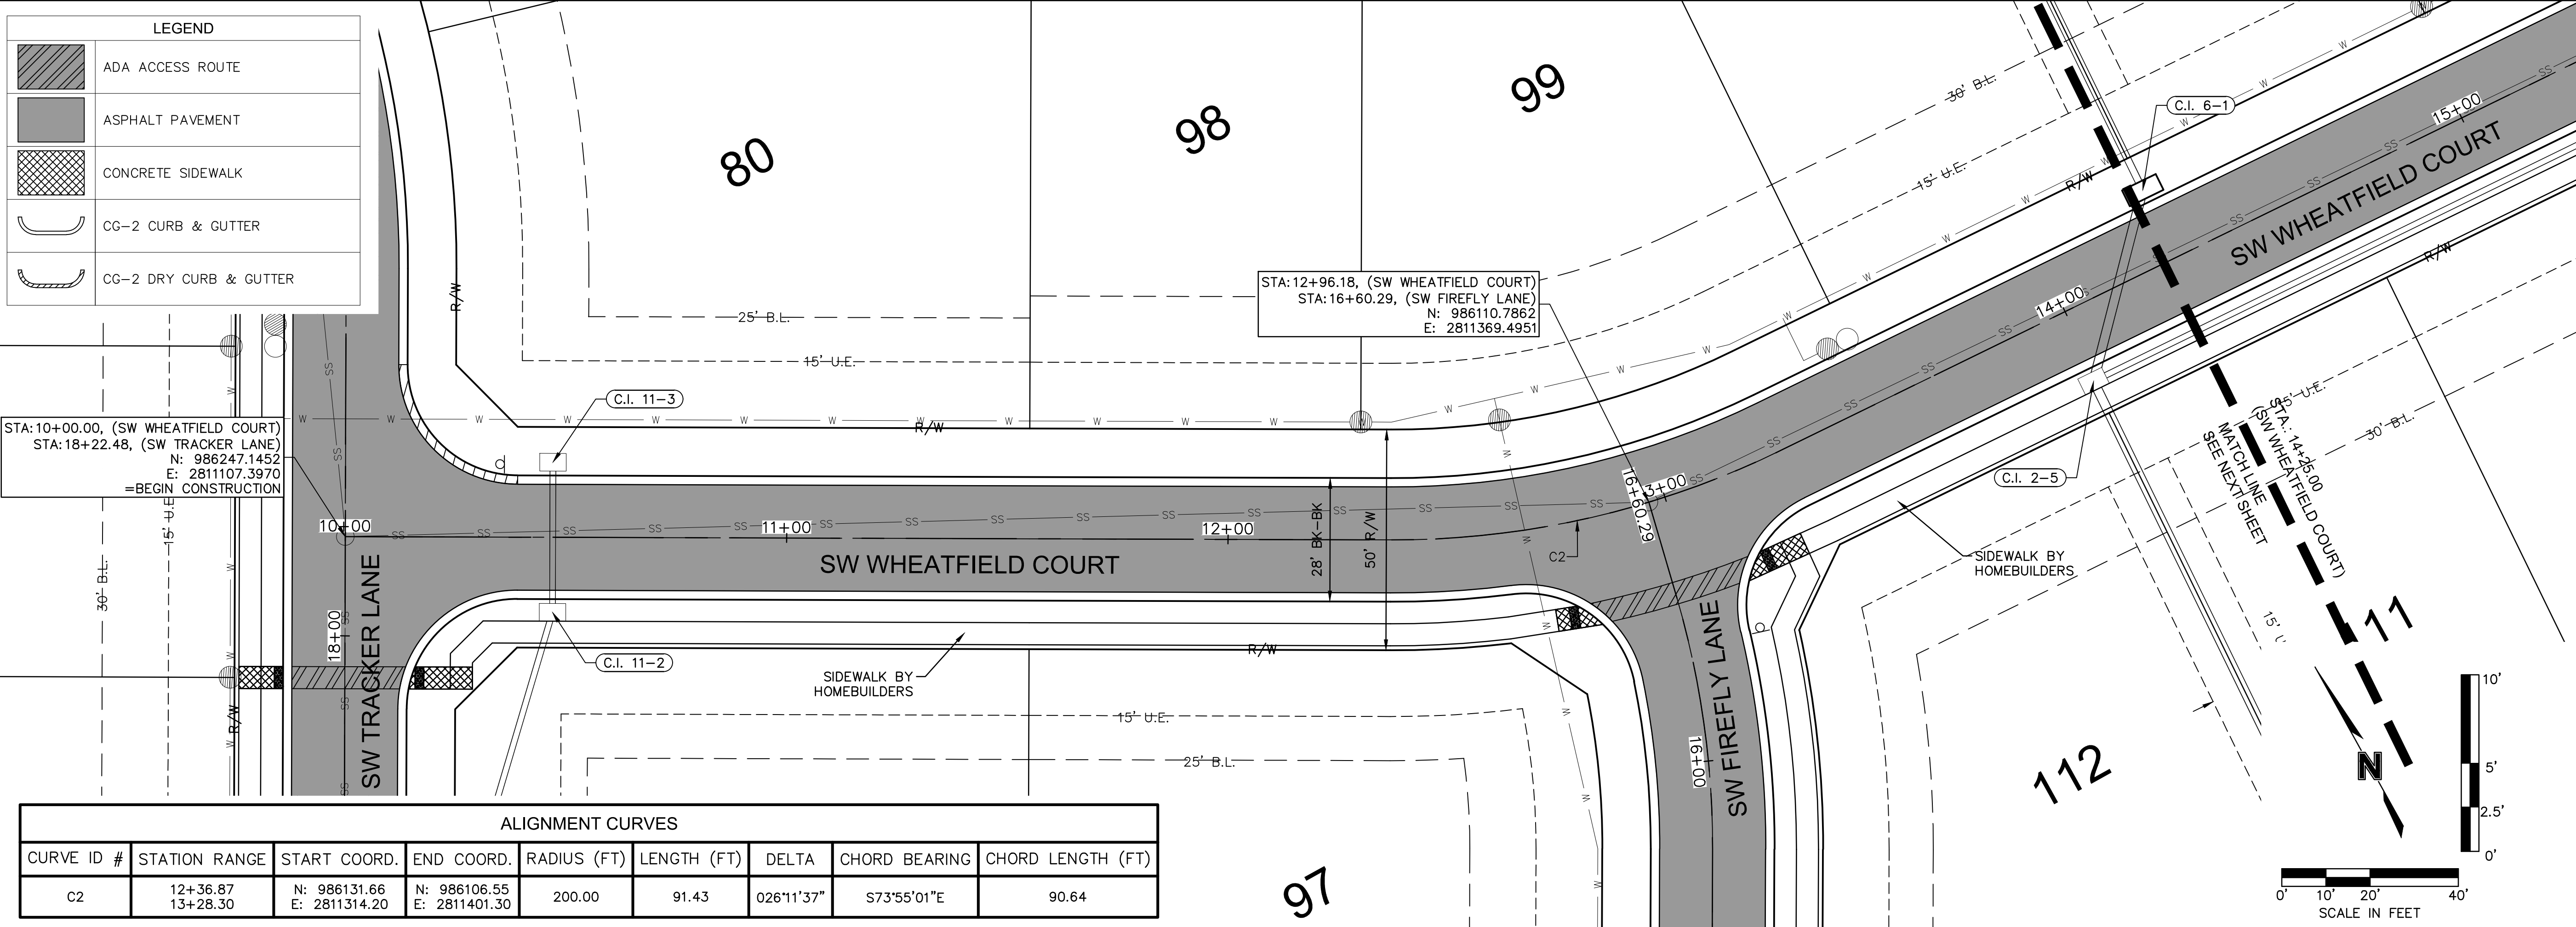 LEGEND
ADA ACCESS ROUTE
ASPHALT PAVEMENT
CONCRETE SIDEWALK
CG-2 CURB & GUTTER
CG-2 DRY CURB & GUTTER
80
98
99
30' B.L.
15' U.E.
C.I. 6-1
15+00
R/W
SW WHEATFIELD COURT
R/W
R/W
25' B.L.
15' U.E.
STA:12+96.18, (SW WHEATFIELD COURT)
STA:16+60.29, (SW FIREFLY LANE)
N: 986110.7862
E: 2811369.4951
14+00
C.I. 11-3
R/W
STA:10+00.00, (SW WHEATFIELD COURT)
STA:18+22.48, (SW TRACKER LANE)
N: 986247.1452
E: 2811107.3970
=BEGIN CONSTRUCTION
15' U.E.
30' B.L.
10+00
11+00
12+00
SW WHEATFIELD COURT
28' BK-BK
50' R/W
C2
16+60.29
3+00
C.I. 2-5
15' U.E.
30' B.L.
STA.: 14+25.00
(SW WHEATFIELD COURT)
MATCH LINE
SEE NEXT SHEET
SIDEWALK BY
HOMEBUILDERS
18+00
SW TRACKER LANE
R/W
C.I. 11-2
SIDEWALK BY
HOMEBUILDERS
R/W
15' U.E.
25' B.L.
SW FIREFLY LANE
16+00
11
15' U
112
97
N
10'
5'
2.5'
0'
0' 10' 20' 40'
SCALE IN FEET
ALIGNMENT CURVES
CURVE ID # STATION RANGE START COORD. END COORD. RADIUS (FT) LENGTH (FT) DELTA CHORD BEARING CHORD LENGTH (FT)
C2 12+36.87 13+28.30 N: 986131.66 E: 2811314.20 N: 986106.55 E: 2811401.30 200.00 91.43 026°11'37" S73°55'01"E 90.64